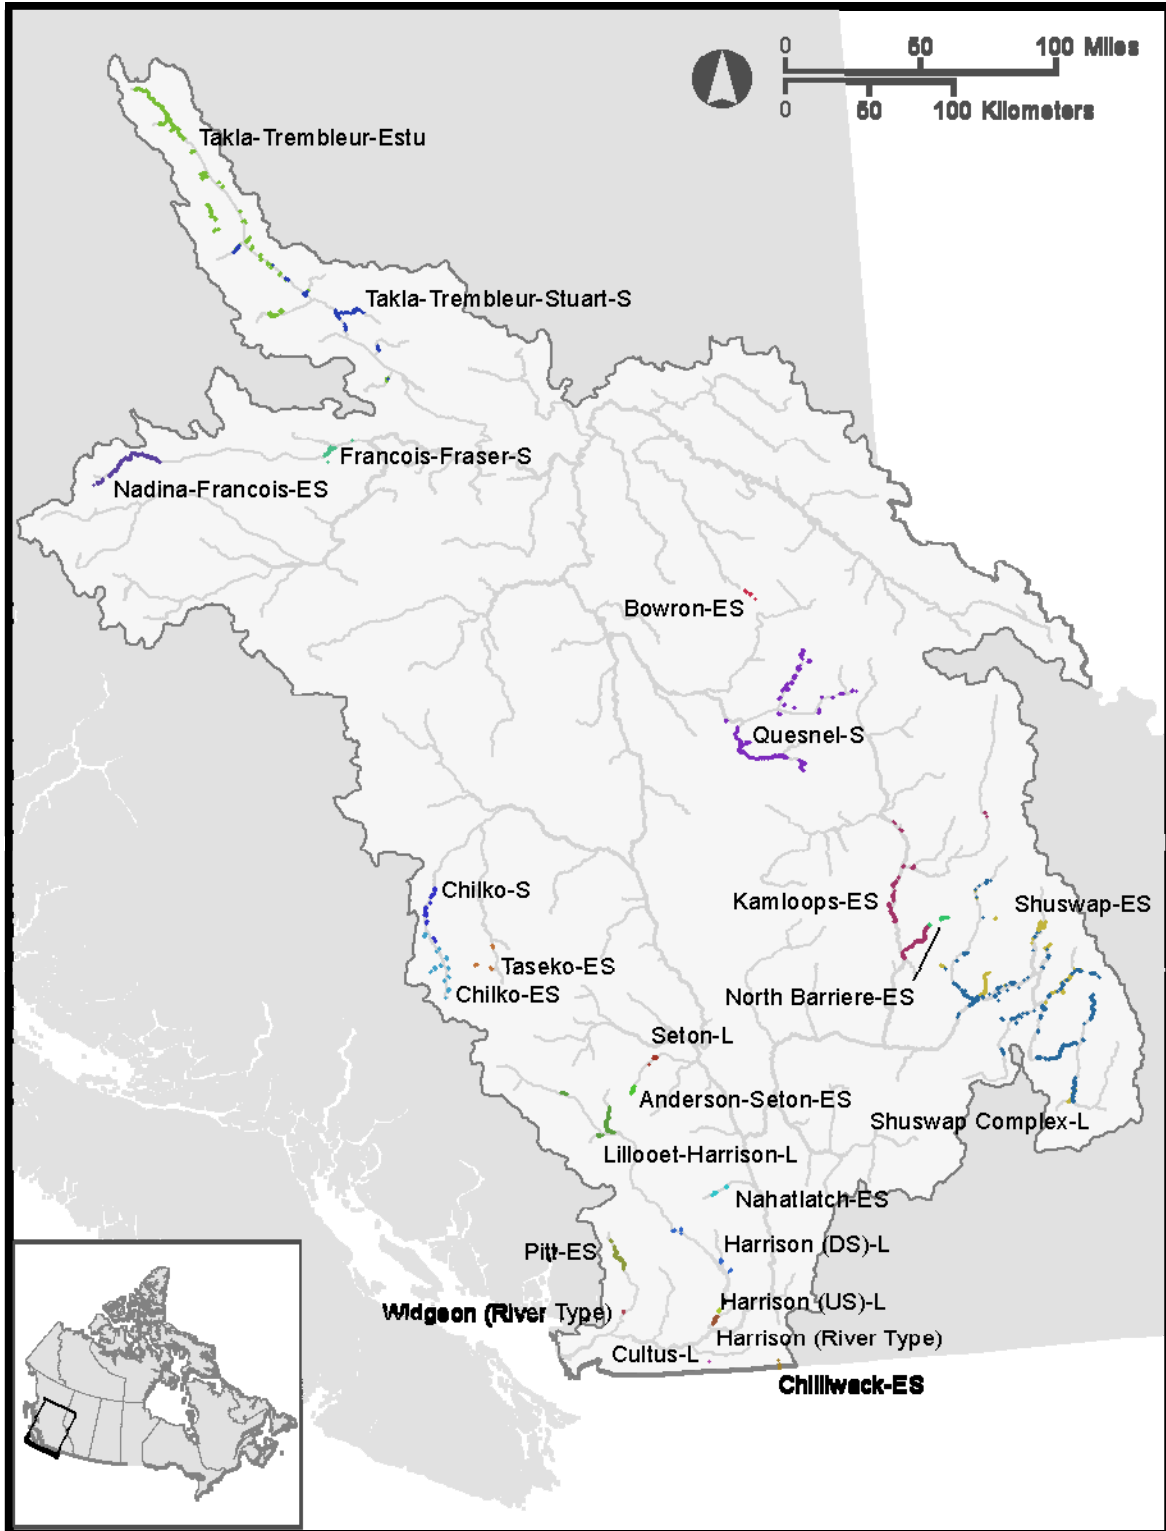 0 50 100 Miles
0 50 100 Kilometers
Takla-Trembleur-Estu
Takla-Trembleur-Stuart-S
Francois-Fraser-S
Nadina-Francois-ES
Bowron-ES
Quesnel-S
Chilko-S
Kamloops-ES
Shuswap-ES
Taseko-ES
Chilko-ES
North Barriere-ES
Seton-L
Anderson-Seton-ES
Shuswap Complex-L
Lillooet-Harrison-L
Nahatlatch-ES
Pitt-ES
Harrison (DS)-L
Harrison (US)-L
Widgeon (River Type)
Harrison (River Type)
Cultus-L
Chilliwack-ES